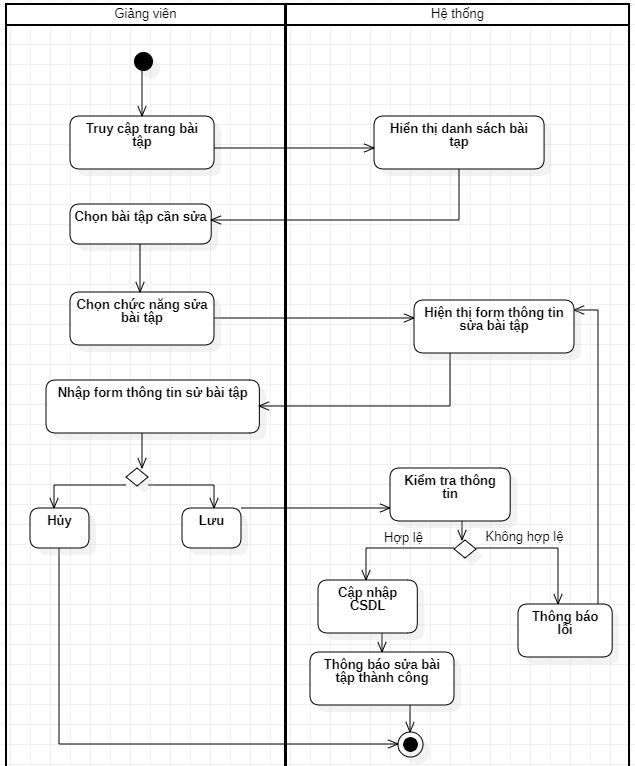 Giảng viên
Hệ thống
Truy cập trang bài
tập
Hiển thị danh sách bài
tạp
Chọn bài tập cần sửa
Chọn chức năng sửa
bài tập
Hiện thị form thông tin
sửa bài tập
Nhập form thông tin sử bài tập
Hủy
Lưu
Kiểm tra thông
tin
Hợp lệ
Không hợp lệ
Cập nhập
CSDL
Thông báo
lỗi
Thông báo sửa bài
tập thành công